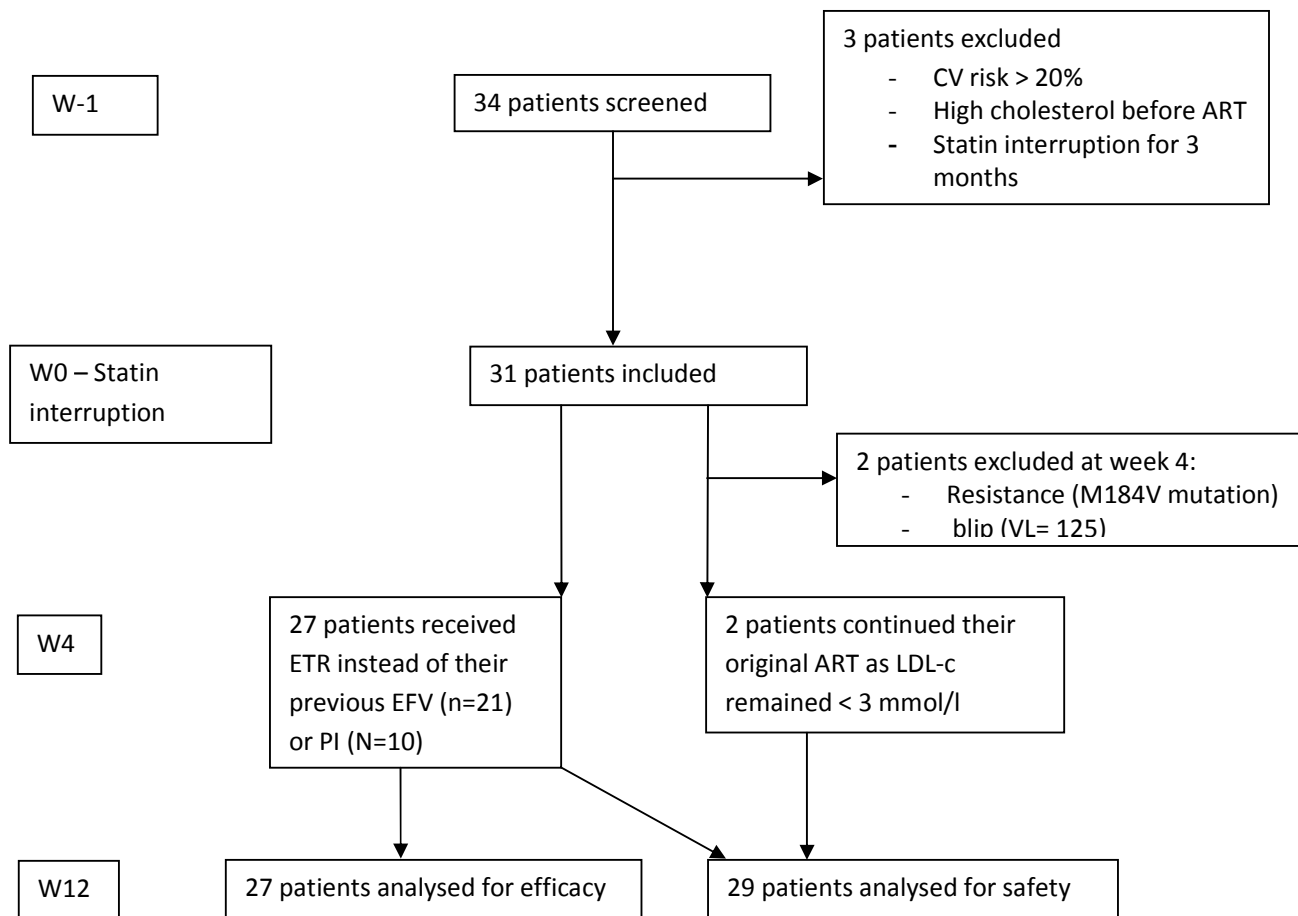 W-1
34 patients screened
3 patients excluded
- CV risk > 20%
- High cholesterol before ART
- Statin interruption for 3
months
W0 – Statin
interruption
31 patients included
2 patients excluded at week 4:
- Resistance (M184V mutation)
- blip (VL= 125)
W4
27 patients received
ETR instead of their
previous EFV (n=21)
or PI (N=10)
2 patients continued their
original ART as LDL-c
remained < 3 mmol/l
W12
27 patients analysed for efficacy
29 patients analysed for safety